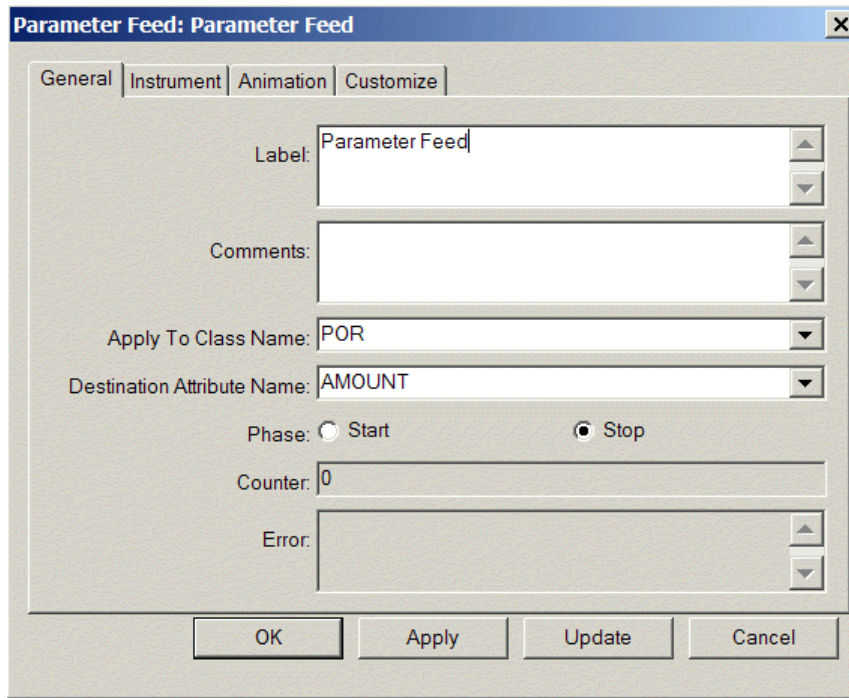 Parameter Feed: Parameter Feed
General Instrument Animation Customize
Label: Parameter Feed
Comments:
Apply To Class Name: POR
Destination Attribute Name: AMOUNT
Phase: Start Stop
Counter: 0
Error:
OK Apply Update Cancel